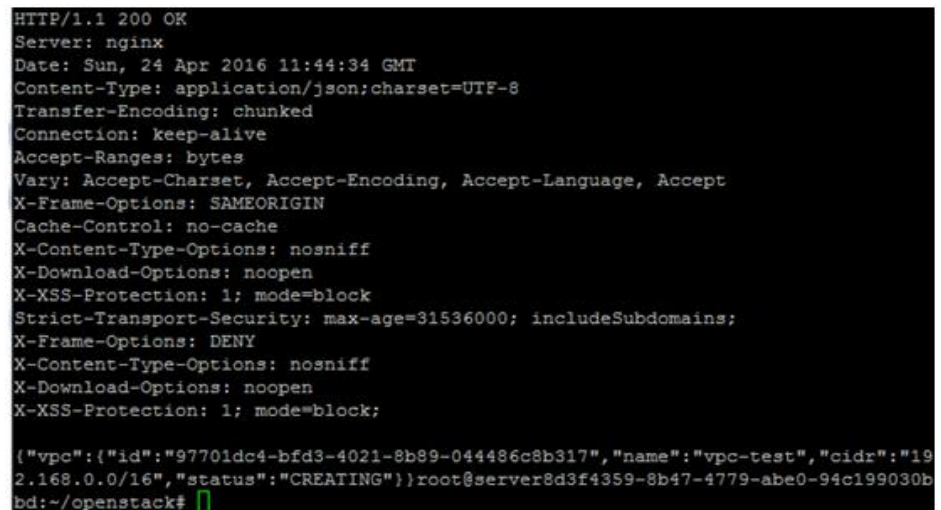 HTTP/1.1 200 OK
Server: nginx
Date: Sun, 24 Apr 2016 11:44:34 GMT
Content-Type: application/json;charset=UTF-8
Transfer-Encoding: chunked
Connection: keep-alive
Accept-Ranges: bytes
Vary: Accept-Charset, Accept-Encoding, Accept-Language, Accept
X-Frame-Options: SAMEORIGIN
Cache-Control: no-cache
X-Content-Type-Options: nosniff
X-Download-Options: noopen
X-XSS-Protection: 1; mode=block
Strict-Transport-Security: max-age=31536000; includeSubdomains;
X-Frame-Options: DENY
X-Content-Type-Options: nosniff
X-Download-Options: noopen
X-XSS-Protection: 1; mode=block;
{"vpc":{"id":"97701dc4-bfd3-4021-8b89-044486c8b317","name":"vpc-test","cidr":"19
2.168.0.0/16","status":"CREATING"}}root@server8d3f4359-8b47-4779-abe0-94c199030b
bd:~/openstack#